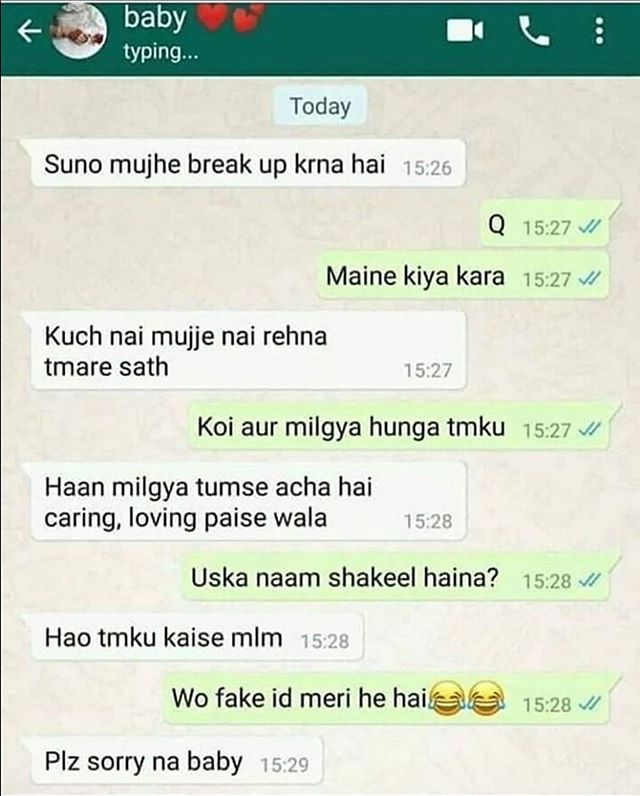 baby ❤️💕
typing...
Today
Suno mujhe break up krna hai 15:26
Q 15:27
Maine kiya kara 15:27
Kuch nai mujje nai rehna
tmare sath 15:27
Koi aur milgya hunga tmku 15:27
Haan milgya tumse acha hai
caring, loving paise wala 15:28
Uska naam shakeel haina? 15:28
Hao tmku kaise mlm 15:28
Wo fake id meri he hai😂😂 15:28
Plz sorry na baby 15:29